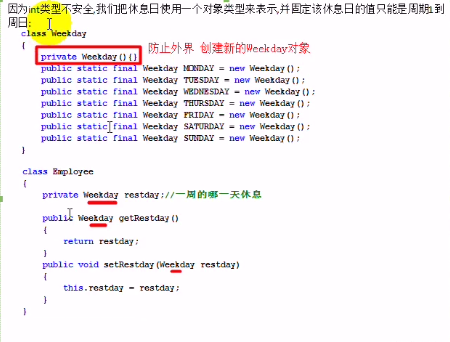 因为int类型不安全,我们把休息日使用一个对象类型来表示,并固定该休息日的值只能是周期1到
周日:
class Weekday
{
private Weekday(){} 防止外界 创建新的Weekday对象
public static final Weekday MONDAY = new Weekday();
public static final Weekday TUESDAY = new Weekday();
public static final Weekday WEDNESDAY = new Weekday();
public static final Weekday THURSDAY = new Weekday();
public static final Weekday FRIDAY = new Weekday();
public static final Weekday SATURDAY = new Weekday();
public static final Weekday SUNDAY = new Weekday();
}
class Employee
{
private Weekday restday;//一周的哪一天休息
public Weekday getRestday()
{
return restday;
}
public void setRestday(Weekday restday)
{
this.restday = restday;
}
}